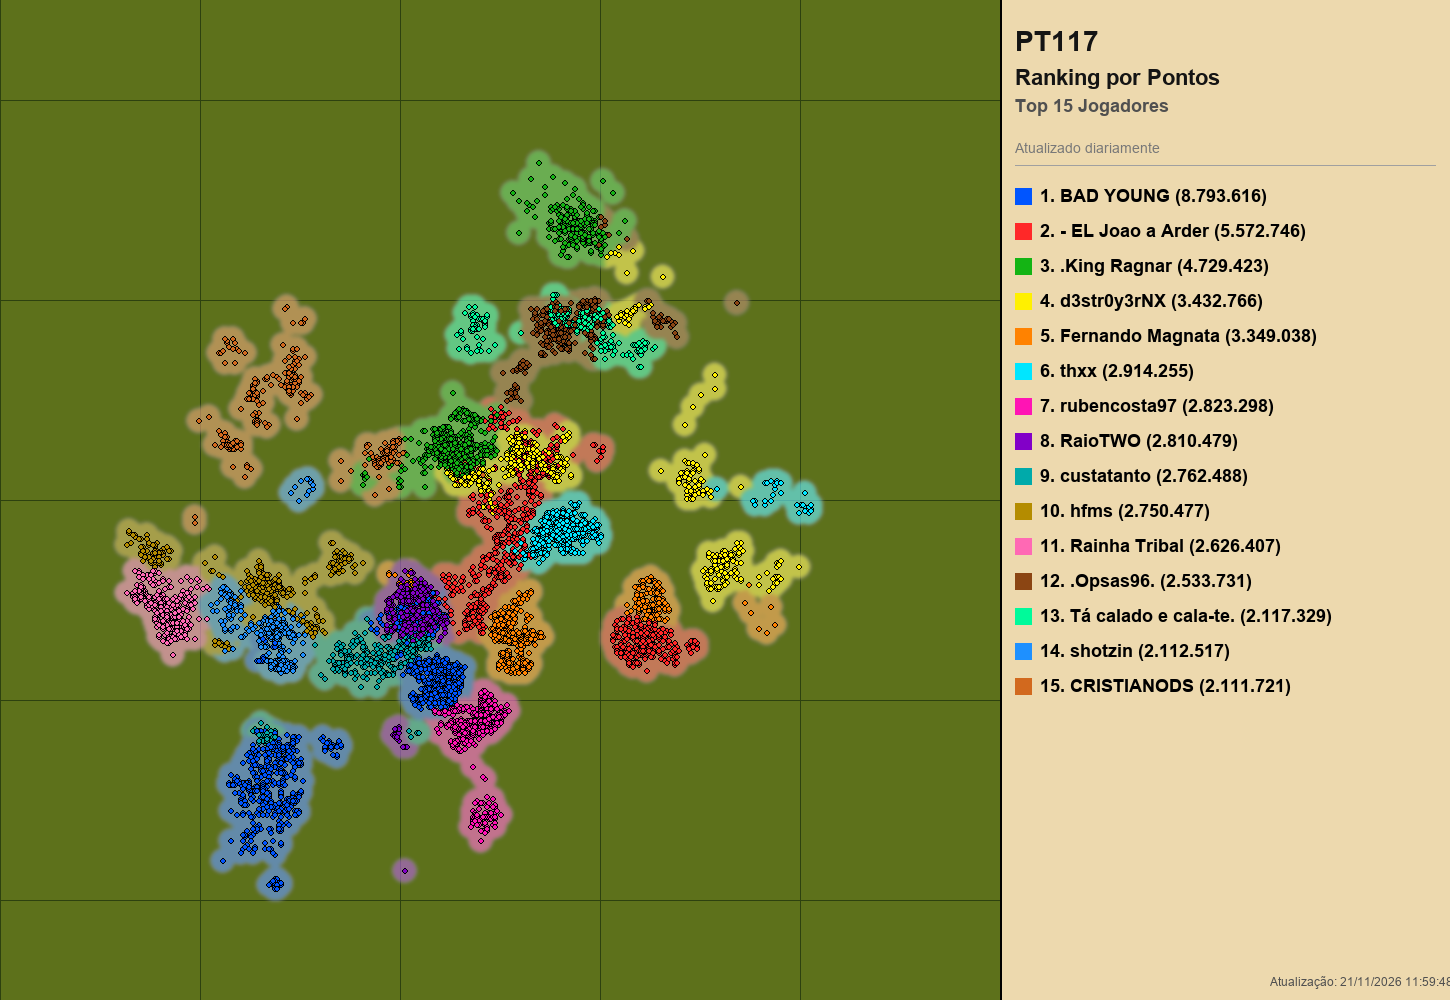 PT117
Ranking por Pontos
Top 15 Jogadores
Atualizado diariamente
1. BAD YOUNG (8.793.616)
2. - EL Joao a Arder (5.572.746)
3. .King Ragnar (4.729.423)
4. d3str0y3rNX (3.432.766)
5. Fernando Magnata (3.349.038)
6. thxx (2.914.255)
7. rubencosta97 (2.823.298)
8. RaioTWO (2.810.479)
9. custatanto (2.762.488)
10. hfms (2.750.477)
11. Rainha Tribal (2.626.407)
12. .Opsas96. (2.533.731)
13. Tá calado e cala-te. (2.117.329)
14. shotzin (2.112.517)
15. CRISTIANODS (2.111.721)
Atualização: 21/11/2026 11:59:48